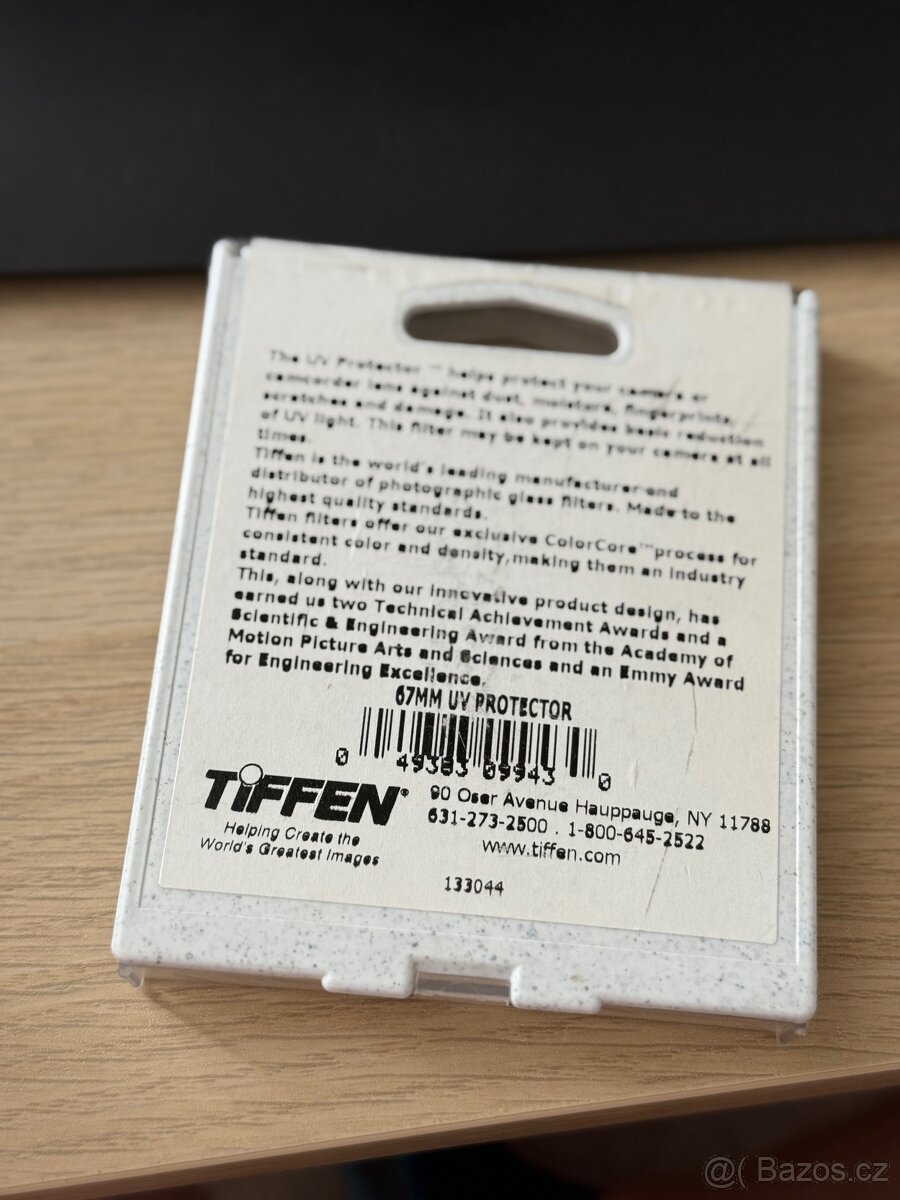 The UV Protector™ helps protect your camera or
camcorder lens against dust, moisture, fingerprints,
scratches and damage. It also provides basic reduction
of UV light. This filter may be kept on your camera at all
times.
Tiffen is the world's leading manufacturer and
distributor of photographic glass filters. Made to the
highest quality standards.
Tiffen filters offer our exclusive ColorCore™process for
consistent color and density,making them an industry
standard.
This, along with our innovative product design, has
earned us two Technical Achievement Awards and a
Scientific & Engineering Award from the Academy of
Motion Picture Arts and Sciences and an Emmy Award
for Engineering Excellence.
67MM UV PROTECTOR
0 49383 09943 0
TIFFEN®
Helping Create the
World's Greatest Images
90 Oser Avenue Hauppauge, NY 11788
631-273-2500 . 1-800-645-2522
www.tiffen.com
133044
@( Bazos.cz